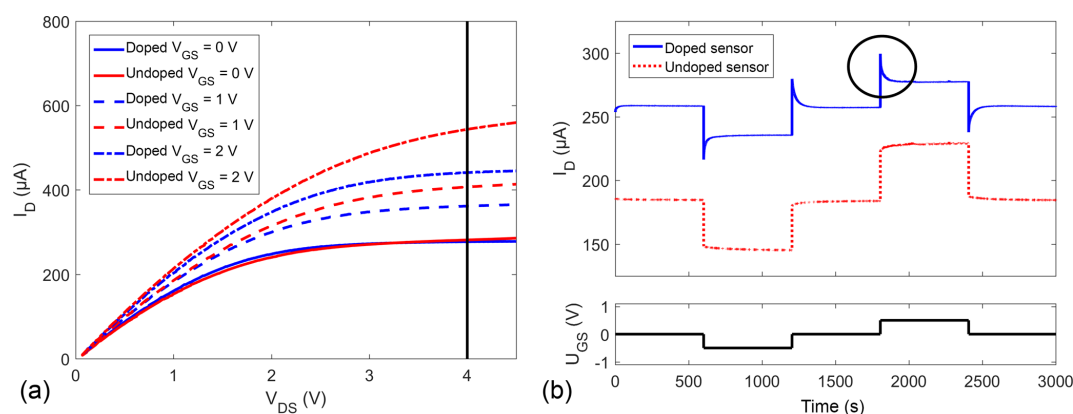 800
600
400
200
0
I_D (µA)
Doped V_GS = 0 V
Undoped V_GS = 0 V
Doped V_GS = 1 V
Undoped V_GS = 1 V
Doped V_GS = 2 V
Undoped V_GS = 2 V
0 1 2 3 4
V_DS (V)
(a)
300
250
200
150
I_D (µA)
Doped sensor
Undoped sensor
1
0
-1
U_GS (V)
0 500 1000 1500 2000 2500 3000
Time (s)
(b)